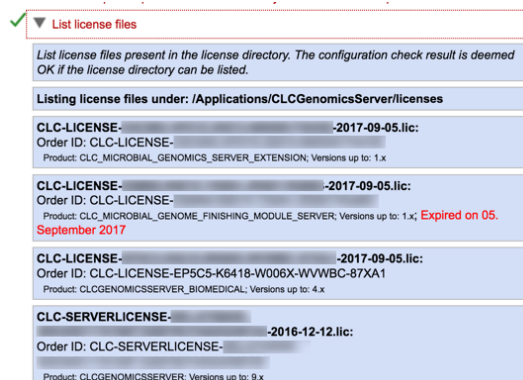 List license files
List license files present in the license directory. The configuration check result is deemed
OK if the license directory can be listed.
Listing license files under: /Applications/CLCGenomicsServer/licenses
CLC-LICENSE- -2017-09-05.lic:
Order ID: CLC-LICENSE-
Product: CLC_MICROBIAL_GENOMICS_SERVER_EXTENSION; Versions up to: 1.x
CLC-LICENSE- -2017-09-05.lic:
Order ID: CLC-LICENSE-
Product: CLC_MICROBIAL_GENOME_FINISHING_MODULE_SERVER; Versions up to: 1.x; Expired on 05.
September 2017
CLC-LICENSE- -2017-09-05.lic:
Order ID: CLC-LICENSE-EP5C5-K6418-W006X-WVWBC-87XA1
Product: CLCGENOMICSSERVER_BIOMEDICAL; Versions up to: 4.x
CLC-SERVERLICENSE-
-2016-12-12.lic:
Order ID: CLC-SERVERLICENSE-
Product: CLCGENOMICSSERVER; Versions up to: 9.x